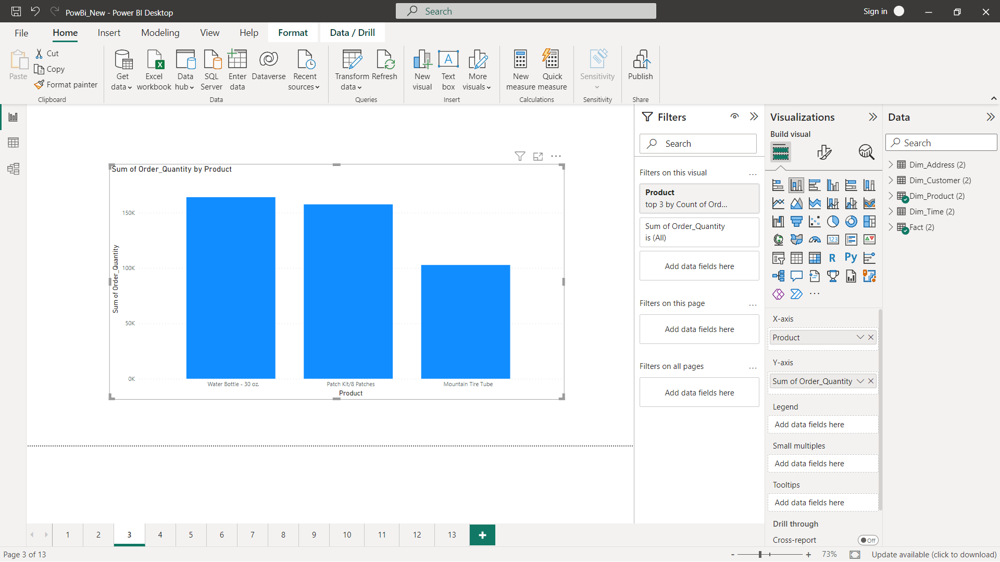 PowBi_New - Power BI Desktop
Search
Sign in
File
Home
Insert
Modeling
View
Help
Format
Data / Drill
Paste
Cut
Copy
Format painter
Clipboard
Get data
Excel workbook
Data hub
SQL Server
Enter data
Dataverse
Recent sources
Data
Transform data
Refresh
Queries
New visual
Text box
More visuals
Insert
New measure
Quick measure
Calculations
Sensitivity
Sensitivity
Publish
Share
Sum of Order_Quantity by Product
Sum of Order_Quantity
150K
100K
50K
0K
Water Bottle - 30 oz.
Patch Kit/8 Patches
Mountain Tire Tube
Product
Filters
Search
Filters on this visual
...
Product
top 3 by Count of Ord...
Sum of Order_Quantity
is (All)
Add data fields here
Filters on this page
...
Add data fields here
Filters on all pages
...
Add data fields here
Visualizations
Build visual
123
R
Py
...
X-axis
Product
Y-axis
Sum of Order_Quantity
Legend
Add data fields here
Small multiples
Add data fields here
Tooltips
Add data fields here
Drill through
Cross-report
Off
Data
Search
Dim_Address (2)
Dim_Customer (2)
Dim_Product (2)
Dim_Time (2)
Fact (2)
1
2
3
4
5
6
7
8
9
10
11
12
13
+
Page 3 of 13
- + 73%
Update available (click to download)